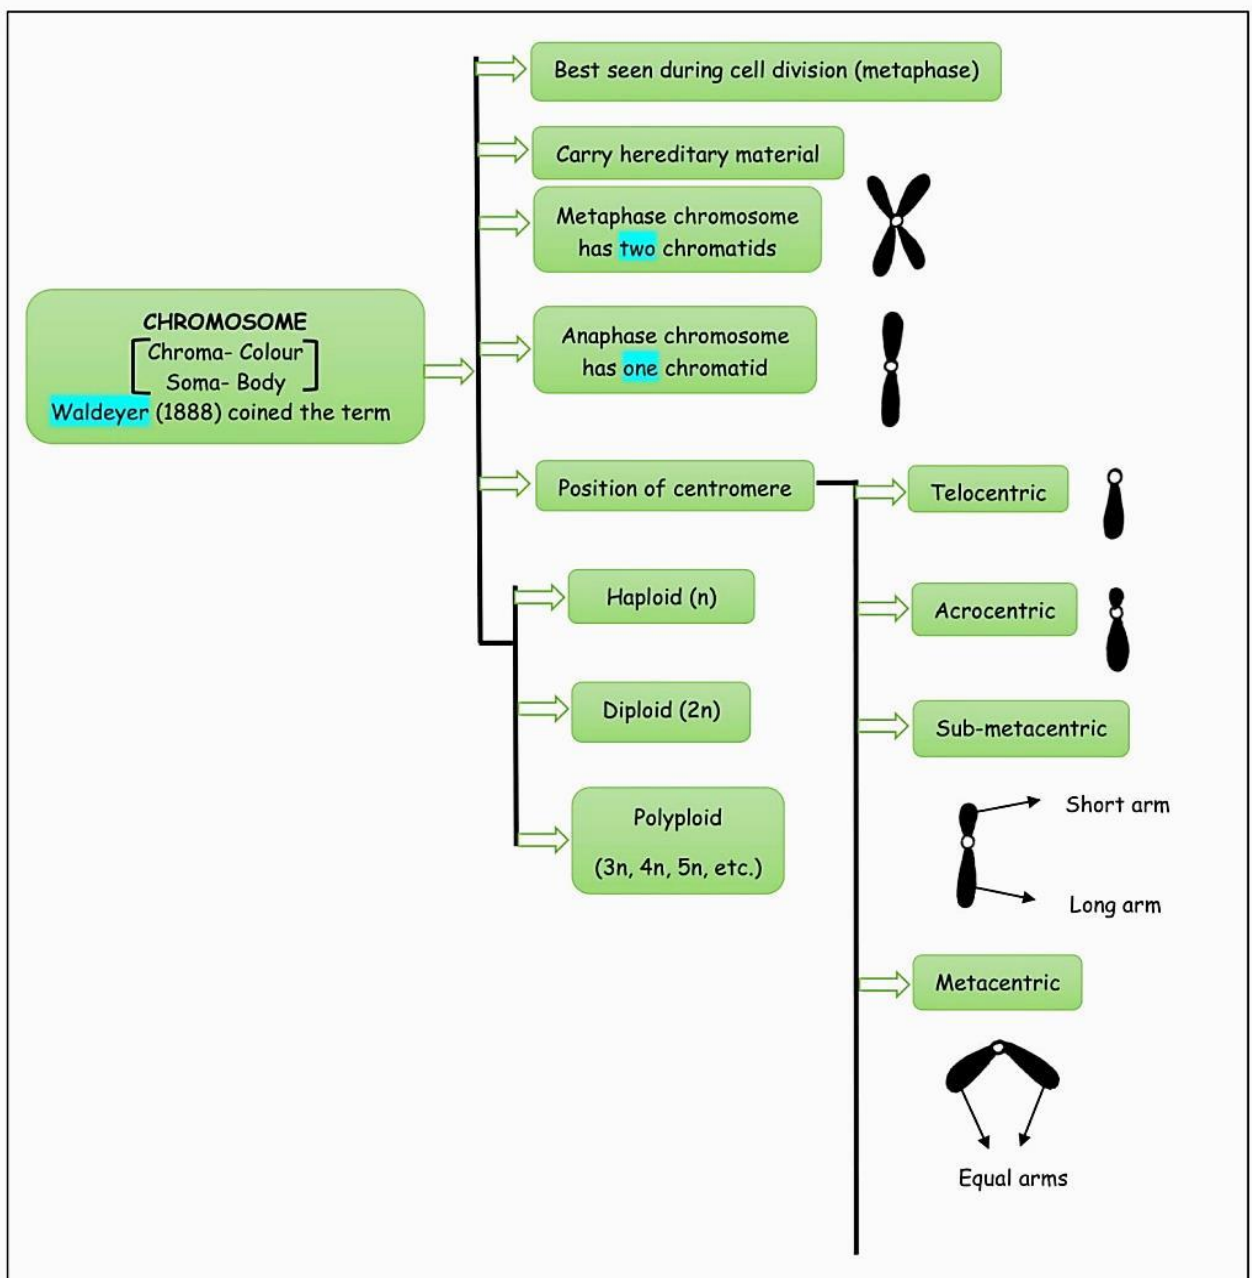 Best seen during cell division (metaphase)
Carry hereditary material
Metaphase chromosome
has two chromatids
CHROMOSOME
Chroma- Colour
Soma- Body
Waldeyer (1888) coined the term
Anaphase chromosome
has one chromatid
Position of centromere
Telocentric
Haploid (n)
Acrocentric
Diploid (2n)
Sub-metacentric
Short arm
Polyploid
(3n, 4n, 5n, etc.)
Long arm
Metacentric
Equal arms